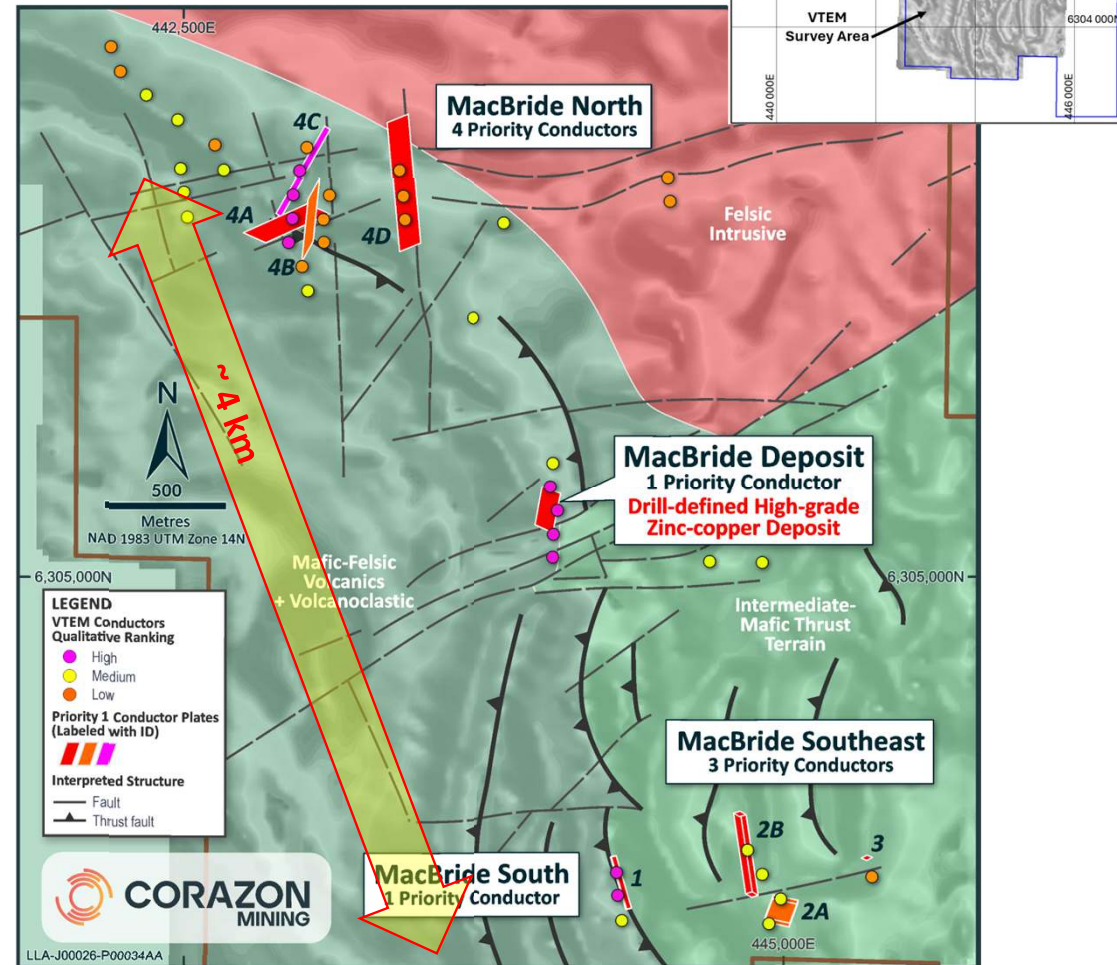 442,500E
VTEM
Survey Area
6304 000N
440 000E
446 000E
MacBride North
4 Priority Conductors
4C
4A
4B
4D
Felsic
Intrusive
~ 4 km
N
500
Metres
NAD 1983 UTM Zone 14N
MacBride Deposit
1 Priority Conductor
Drill-defined High-grade
Zinc-copper Deposit
Mafic-Felsic
Volcanics
+ Volcanoclastic
6,305,000N
6,305,000N
Intermediate-
Mafic Thrust
Terrain
LEGEND
VTEM Conductors
Qualitative Ranking
High
Medium
Low
Priority 1 Conductor Plates
(Labeled with ID)
Interpreted Structure
Fault
Thrust fault
MacBride Southeast
3 Priority Conductors
2B
3
2A
1
MacBride South
1 Priority Conductor
445,000E
CORAZON
MINING
LLA-J00026-P00034AA